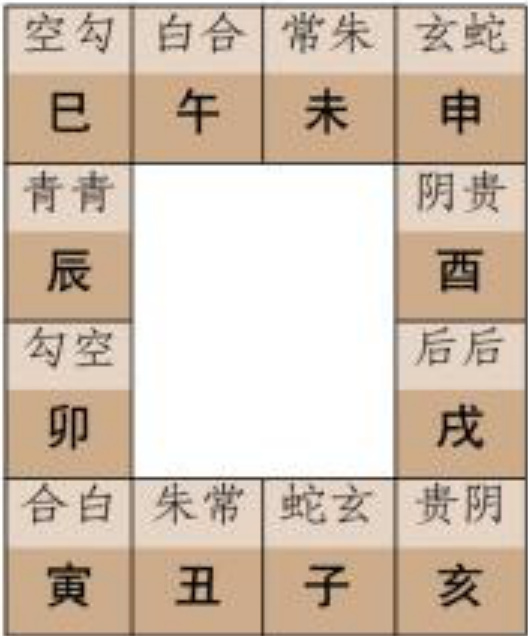 空勾 白合 常朱 玄蛇
巳 午 未 申
青青 阴贵
辰 酉
勾空 后后
卯 戌
合白 朱常 蛇玄 贵阴
寅 丑 子 亥